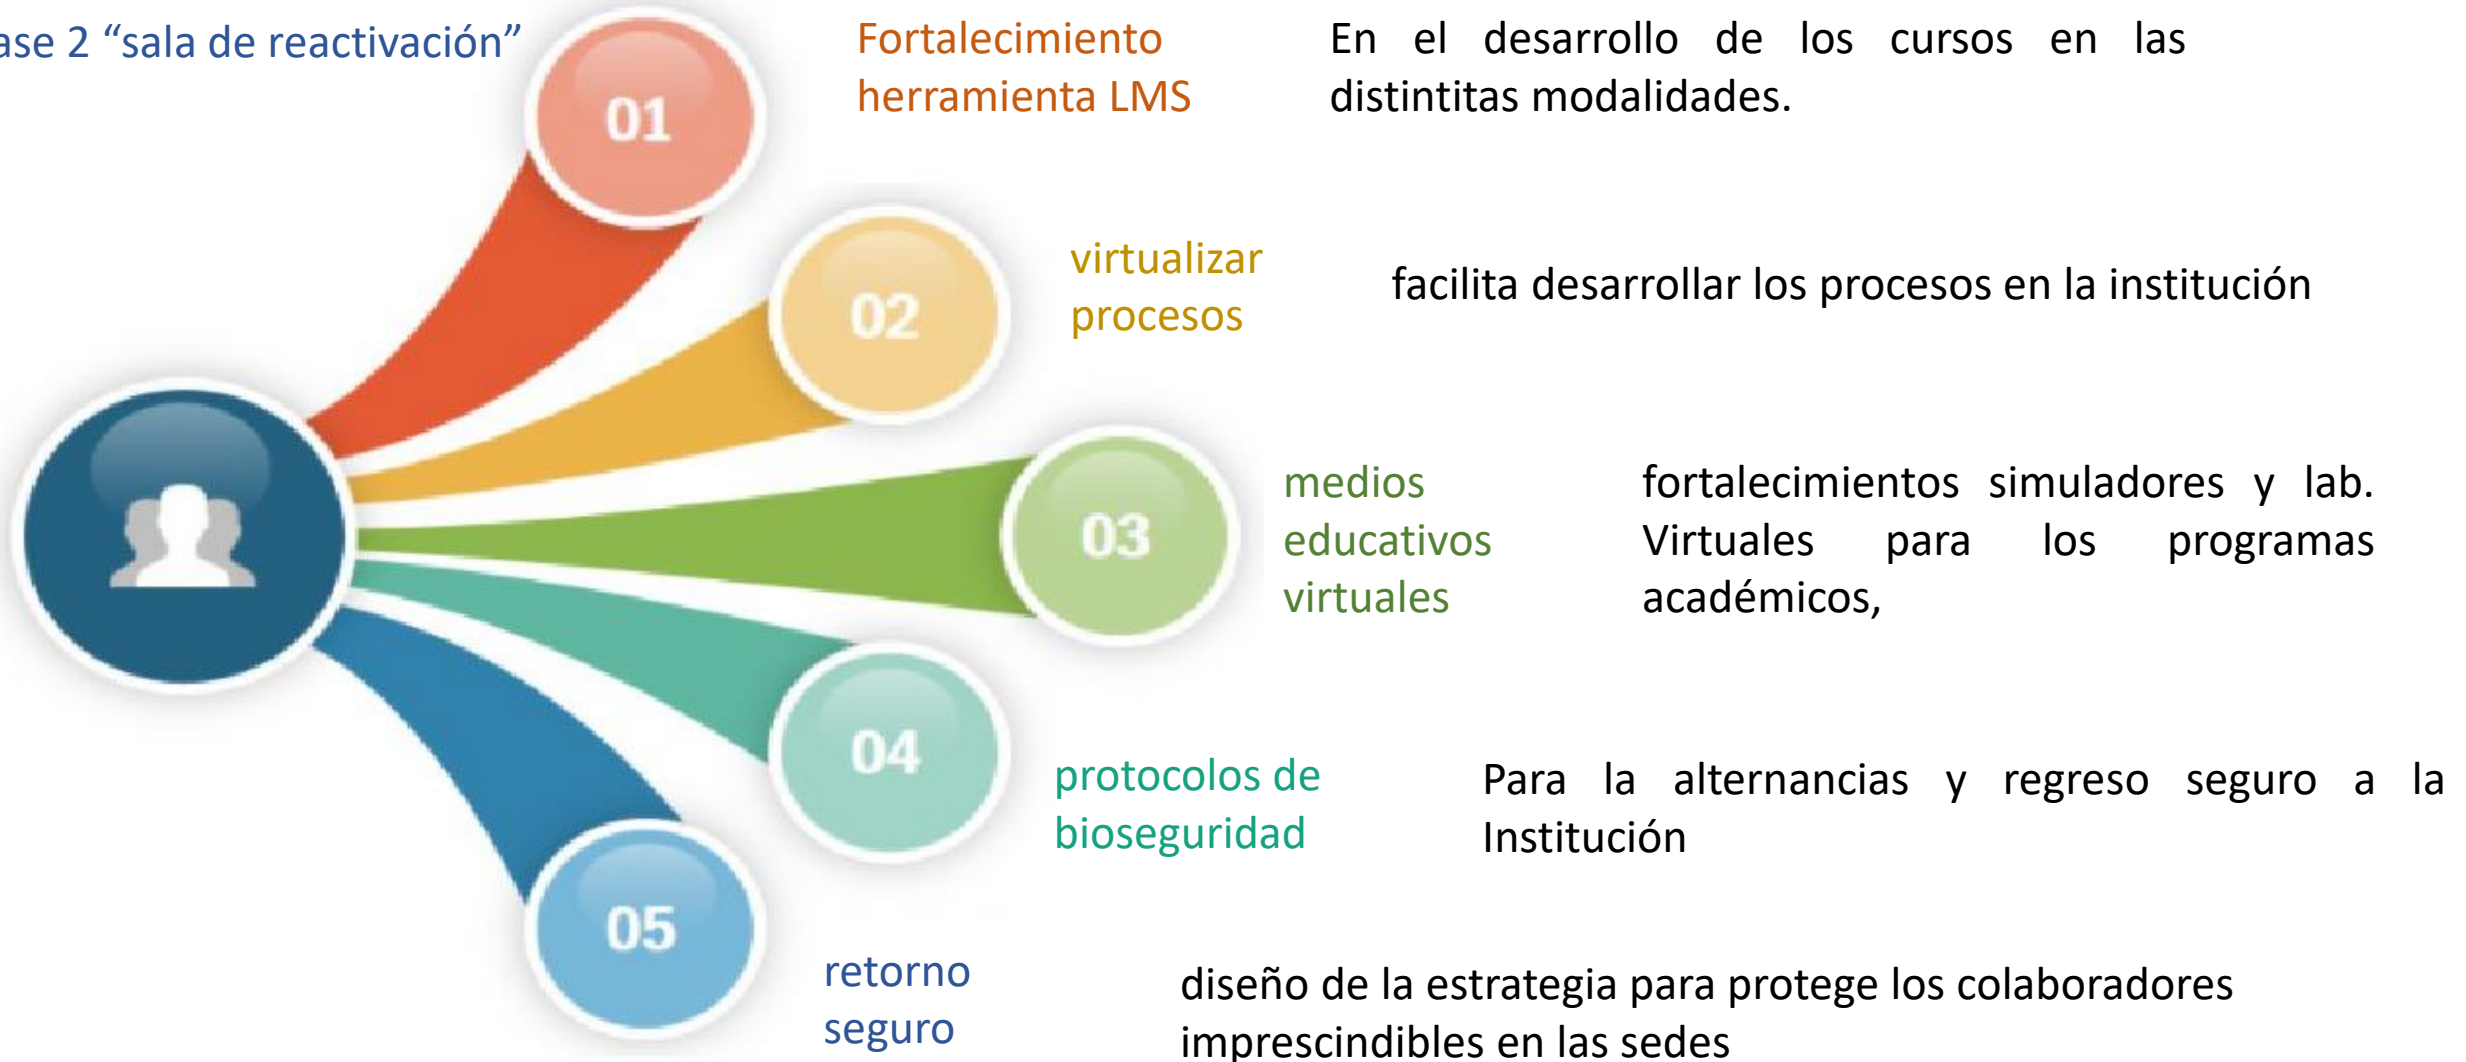 ase 2 “sala de reactivación”
01
Fortalecimiento
herramienta LMS
En el desarrollo de los cursos en las
distintitas modalidades.
02
virtualizar
procesos
facilita desarrollar los procesos en la institución
03
medios
educativos
virtuales
fortalecimientos simuladores y lab.
Virtuales para los programas
académicos,
04
protocolos de
bioseguridad
Para la alternancias y regreso seguro a la
Institución
05
retorno
seguro
diseño de la estrategia para protege los colaboradores
imprescindibles en las sedes